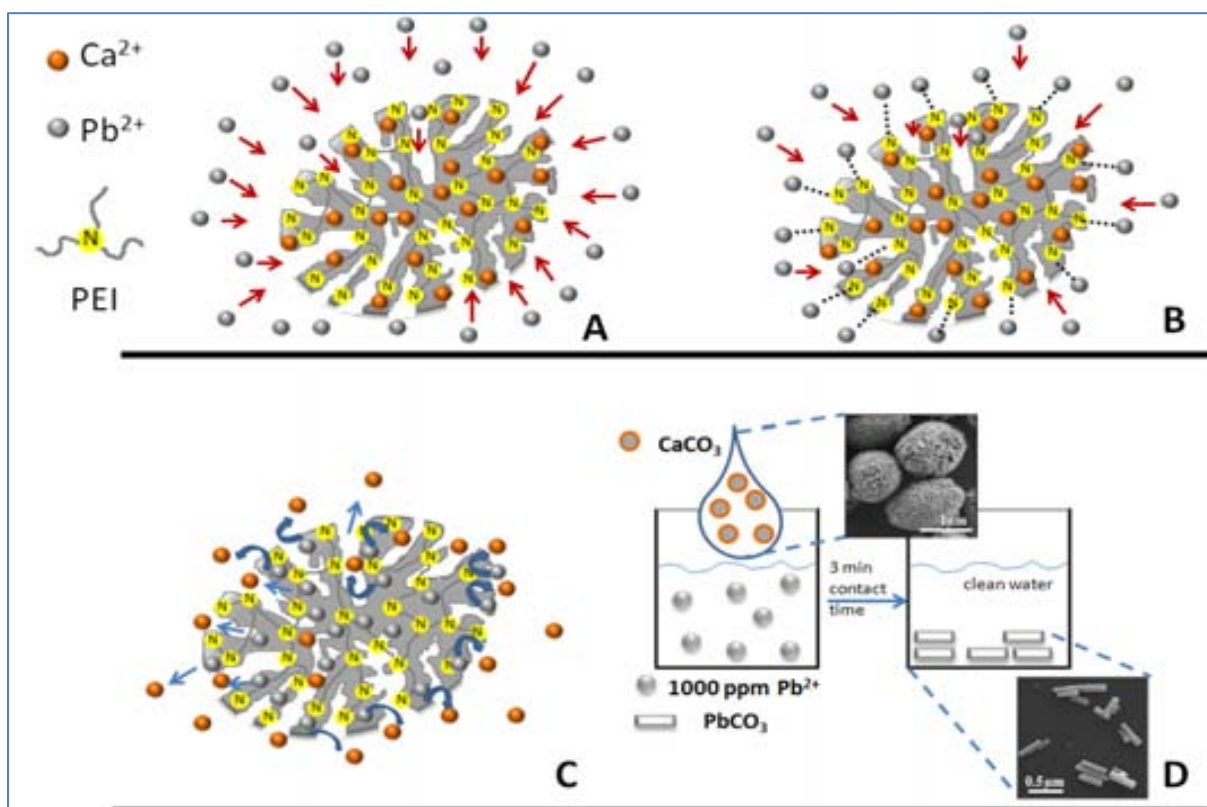 Ca²⁺
Pb²⁺
N
PEI
A
B
C
CaCO₃
3 min
contact
time
clean water
1000 ppm Pb²⁺
PbCO₃
0.5 µm
D